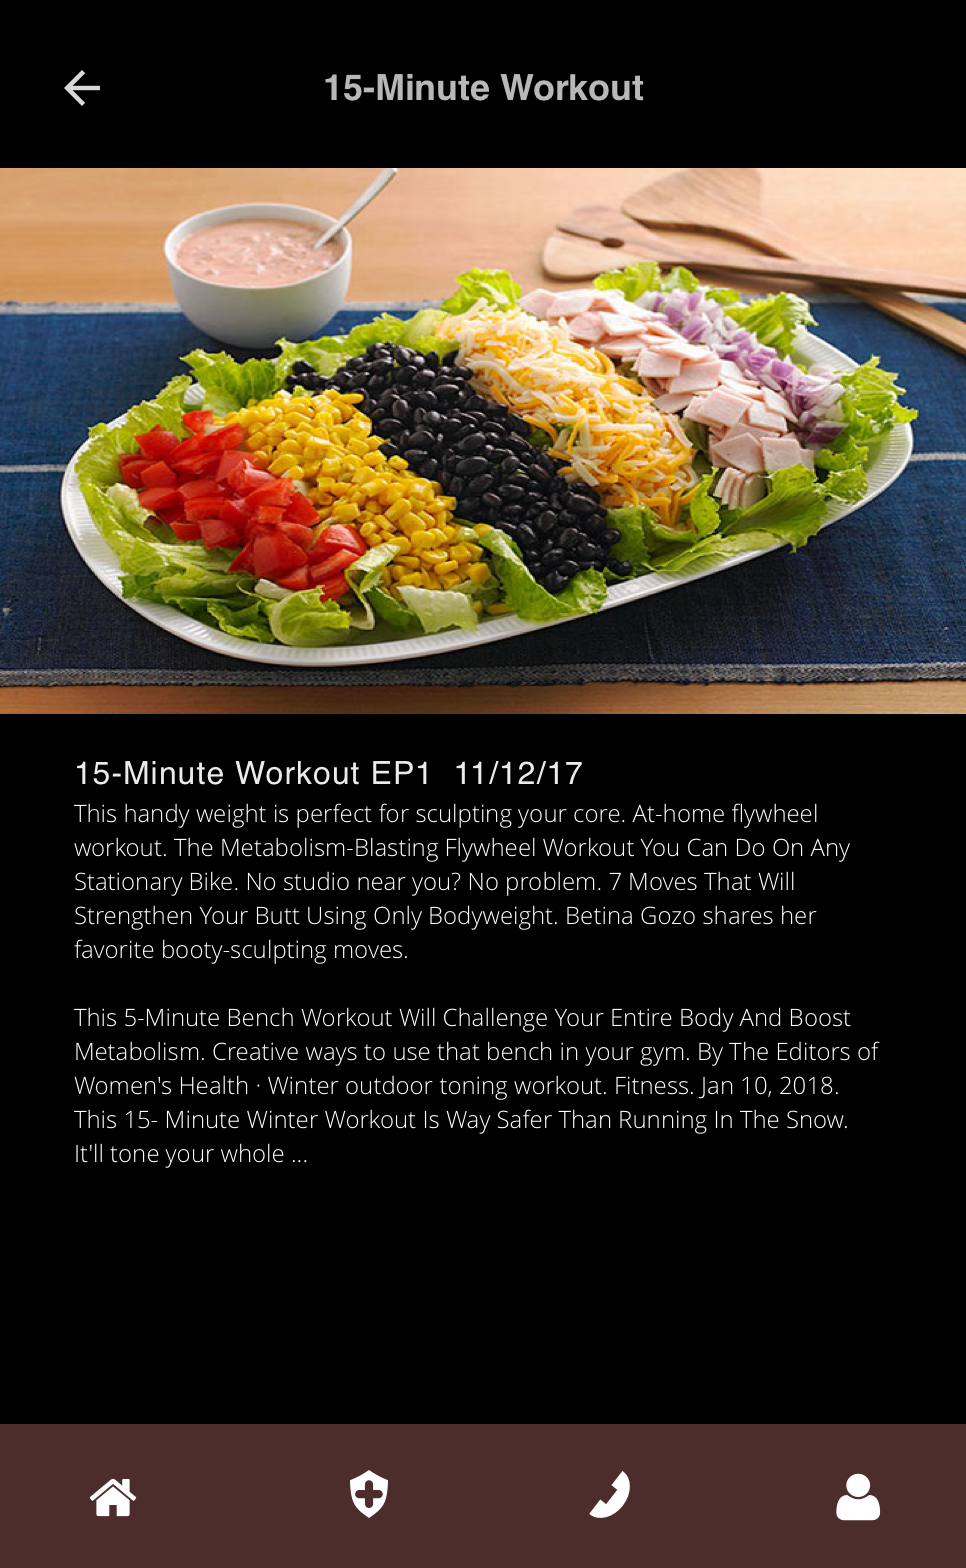 15-Minute Workout
15-Minute Workout EP1 11/12/17
This handy weight is perfect for sculpting your core. At-home flywheel
workout. The Metabolism-Blasting Flywheel Workout You Can Do On Any
Stationary Bike. No studio near you? No problem. 7 Moves That Will
Strengthen Your Butt Using Only Bodyweight. Betina Gozo shares her
favorite booty-sculpting moves.
This 5-Minute Bench Workout Will Challenge Your Entire Body And Boost
Metabolism. Creative ways to use that bench in your gym. By The Editors of
Women's Health · Winter outdoor toning workout. Fitness. Jan 10, 2018.
This 15- Minute Winter Workout Is Way Safer Than Running In The Snow.
It'll tone your whole ...